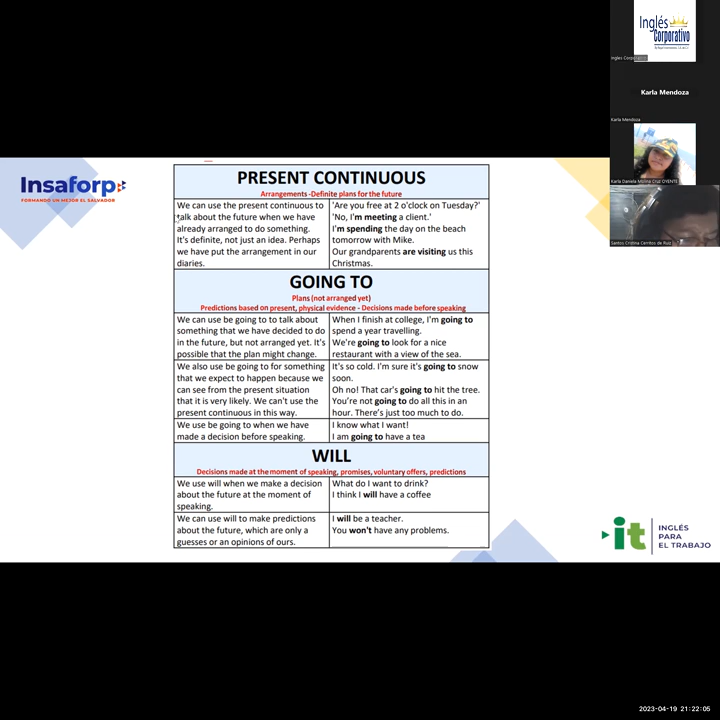 Inglés
Corporativo
Inglés Corpo
Karla Mendoza
Karla Mendoza
Karla Daniela Molina Cruz OYENTE
Santos Cristina Cerritos de Ruiz
Insaforp
FORMANDO UN MEJOR EL SALVADOR
PRESENT CONTINUOUS
Arrangements -Definite plans for the future
We can use the present continuous to
talk about the future when we have
already arranged to do something.
It's definite, not just an idea. Perhaps
we have put the arrangement in our
diaries.
'Are you free at 2 o'clock on Tuesday?'
'No, I'm meeting a client.'
I'm spending the day on the beach
tomorrow with Mike.
Our grandparents are visiting us this
Christmas.
GOING TO
Plans (not arranged yet)
Predictions based on present, physical evidence - Decisions made before speaking
We can use be going to to talk about
something that we have decided to do
in the future, but not arranged yet. It's
possible that the plan might change.
When I finish at college, I'm going to
spend a year travelling.
We're going to look for a nice
restaurant with a view of the sea.
We also use be going to for something
that we expect to happen because we
can see from the present situation
that it is very likely. We can't use the
present continuous in this way.
It's so cold. I'm sure it's going to snow
soon.
Oh no! That car's going to hit the tree.
You're not going to do all this in an
hour. There's just too much to do.
We use be going to when we have
made a decision before speaking.
I know what I want!
I am going to have a tea
WILL
Decisions made at the moment of speaking, promises, voluntary offers, predictions
We use will when we make a decision
about the future at the moment of
speaking.
What do I want to drink?
I think I will have a coffee
We can use will to make predictions
about the future, which are only a
guesses or an opinions of ours.
I will be a teacher.
You won't have any problems.
it
INGLÉS
PARA
EL TRABAJO
2023-04-19 21:22:05